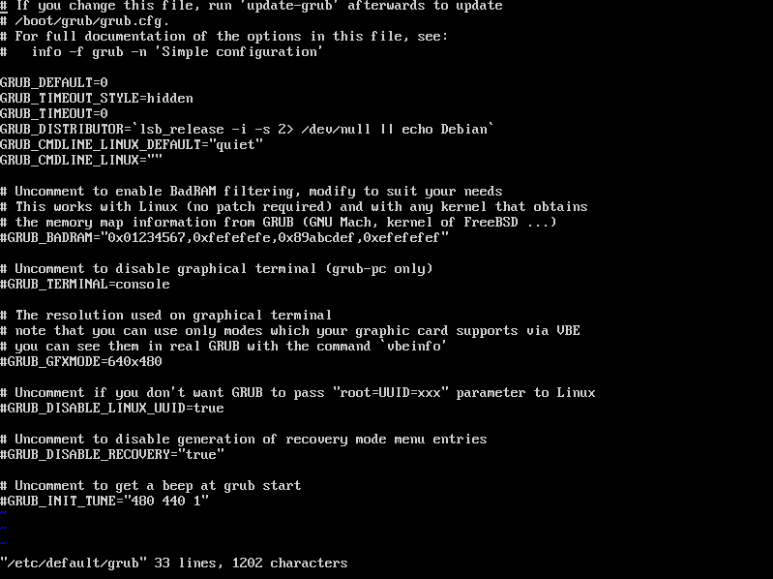 # If you change this file, run 'update-grub' afterwards to update
# /boot/grub/grub.cfg.
# For full documentation of the options in this file, see:
#   info -f grub -n 'Simple configuration'
GRUB_DEFAULT=0
GRUB_TIMEOUT_STYLE=hidden
GRUB_TIMEOUT=0
GRUB_DISTRIBUTOR=`lsb_release -i -s 2> /dev/null || echo Debian`
GRUB_CMDLINE_LINUX_DEFAULT="quiet"
GRUB_CMDLINE_LINUX=""
# Uncomment to enable BadRAM filtering, modify to suit your needs
# This works with Linux (no patch required) and with any kernel that obtains
# the memory map information from GRUB (GNU Mach, kernel of FreeBSD ...)
#GRUB_BADRAM="0x01234567,0xfefefefe,0x89abcdef,0xefefefef"
# Uncomment to disable graphical terminal (grub-pc only)
#GRUB_TERMINAL=console
# The resolution used on graphical terminal
# note that you can use only modes which your graphic card supports via VBE
# you can see them in real GRUB with the command `vbeinfo'
#GRUB_GFXMODE=640x480
# Uncomment if you don't want GRUB to pass "root=UUID=xxx" parameter to Linux
#GRUB_DISABLE_LINUX_UUID=true
# Uncomment to disable generation of recovery mode menu entries
#GRUB_DISABLE_RECOVERY="true"
# Uncomment to get a beep at grub start
#GRUB_INIT_TUNE="480 440 1"
~
~
~
"/etc/default/grub" 33 lines, 1202 characters